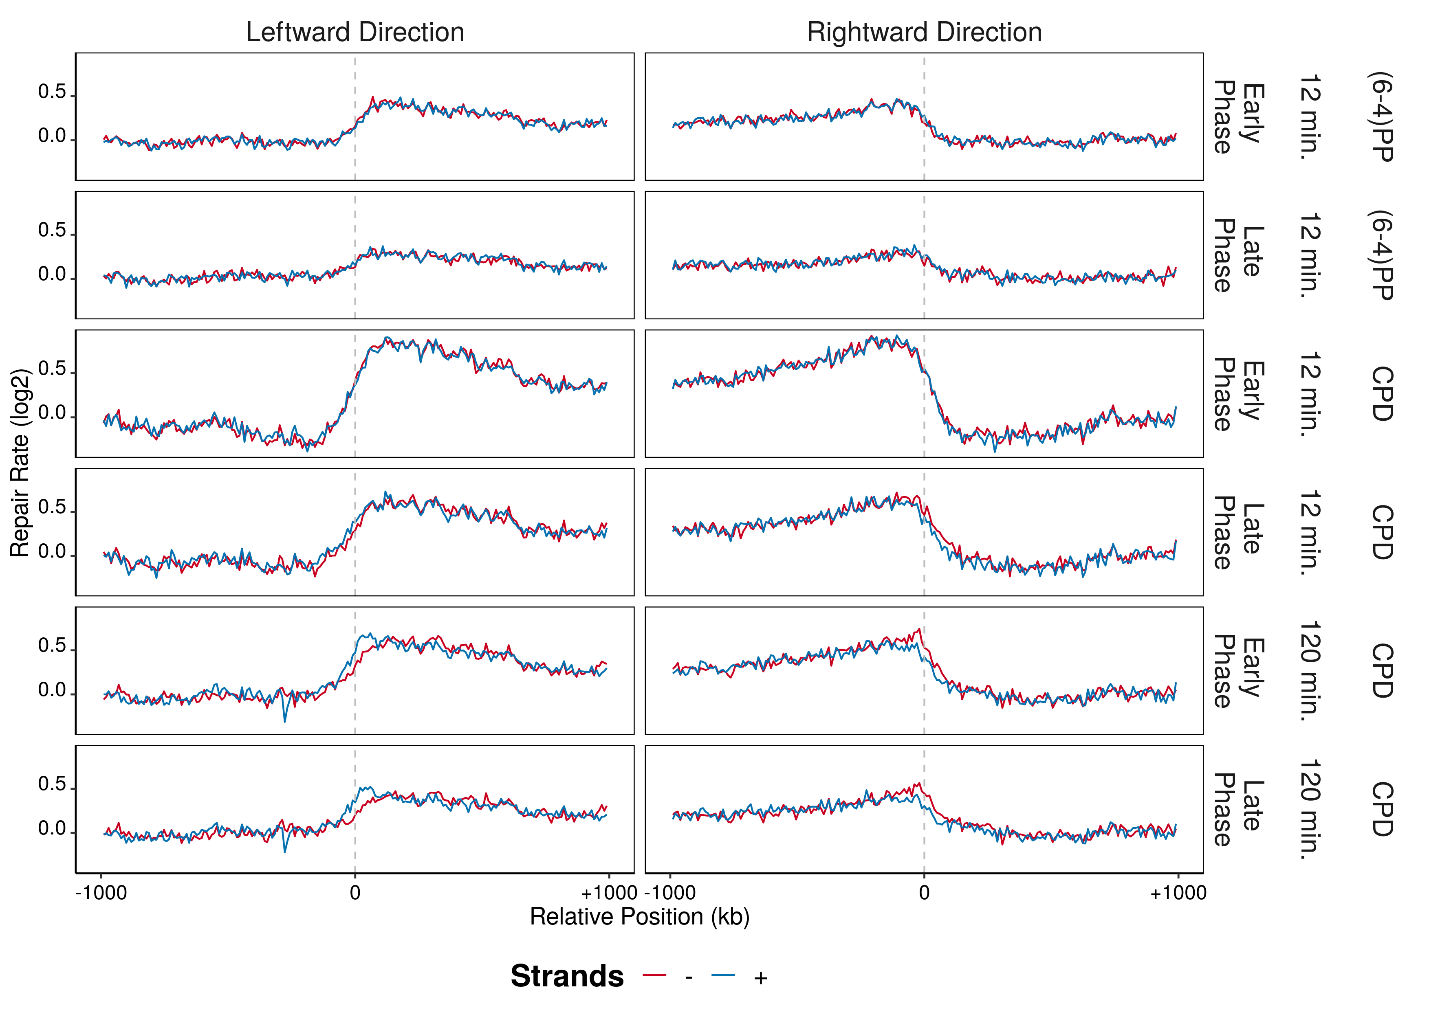 Leftward Direction
Rightward Direction
0.5
0.0
Early
Phase
12 min.
(6-4)PP
0.5
0.0
Late
Phase
12 min.
(6-4)PP
0.5
0.0
Early
Phase
12 min.
CPD
0.5
0.0
Late
Phase
12 min.
CPD
0.5
0.0
Early
Phase
120 min.
CPD
0.5
0.0
Late
Phase
120 min.
CPD
Repair Rate (log2)
-1000 0 +1000 -1000 0 +1000
Relative Position (kb)
Strands - +